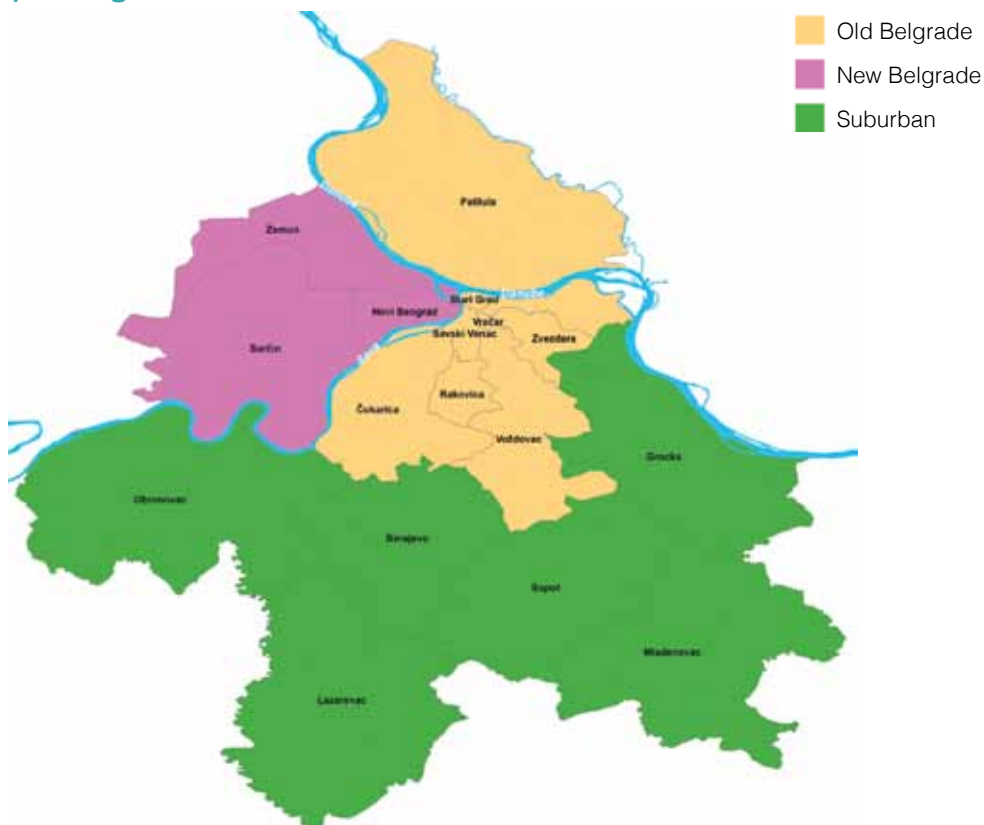 Old Belgrade
New Belgrade
Suburban
Palilula
Zemun
Stari Grad
Novi Beograd
Vračar
Savski Venac
Zvezdara
Surčin
Sava
Rakovica
Čukarica
Voždovac
Grocka
Obrenovac
Sopot
Mladenovac
Lazarevac